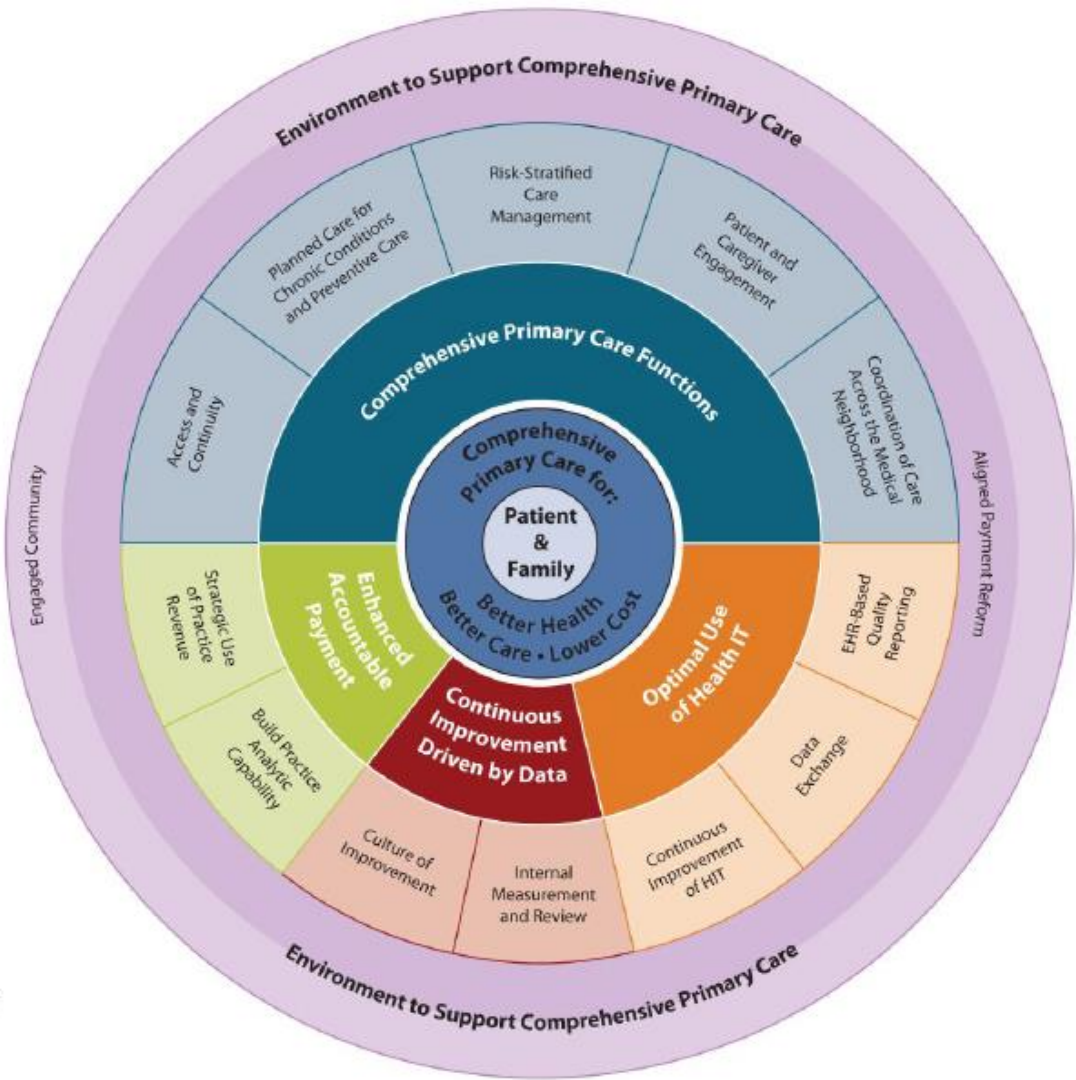 Environment to Support Comprehensive Primary Care
Risk-Stratified
Care
Management
Planned Care for
Chronic Conditions
and Preventive Care
Patient and
Caregiver
Engagement
Access and
Continuity
Coordination of Care
Across the Medical
Neighborhood
Comprehensive Primary Care Functions
Comprehensive
Primary Care for:
Patient
&
Family
Better Health
Better Care • Lower Cost
Engaged Community
Aligned Payment Reform
Enhanced
Accountable
Payment
Strategic Use
of Practice
Revenue
Build Practice
Analytic
Capability
Continuous
Improvement
Driven by Data
Culture of
Improvement
Internal
Measurement
and Review
Optimal Use
of Health IT
EHR-Based
Quality
Reporting
Data
Exchange
Continuous
Improvement
of HIT
Environment to Support Comprehensive Primary Care